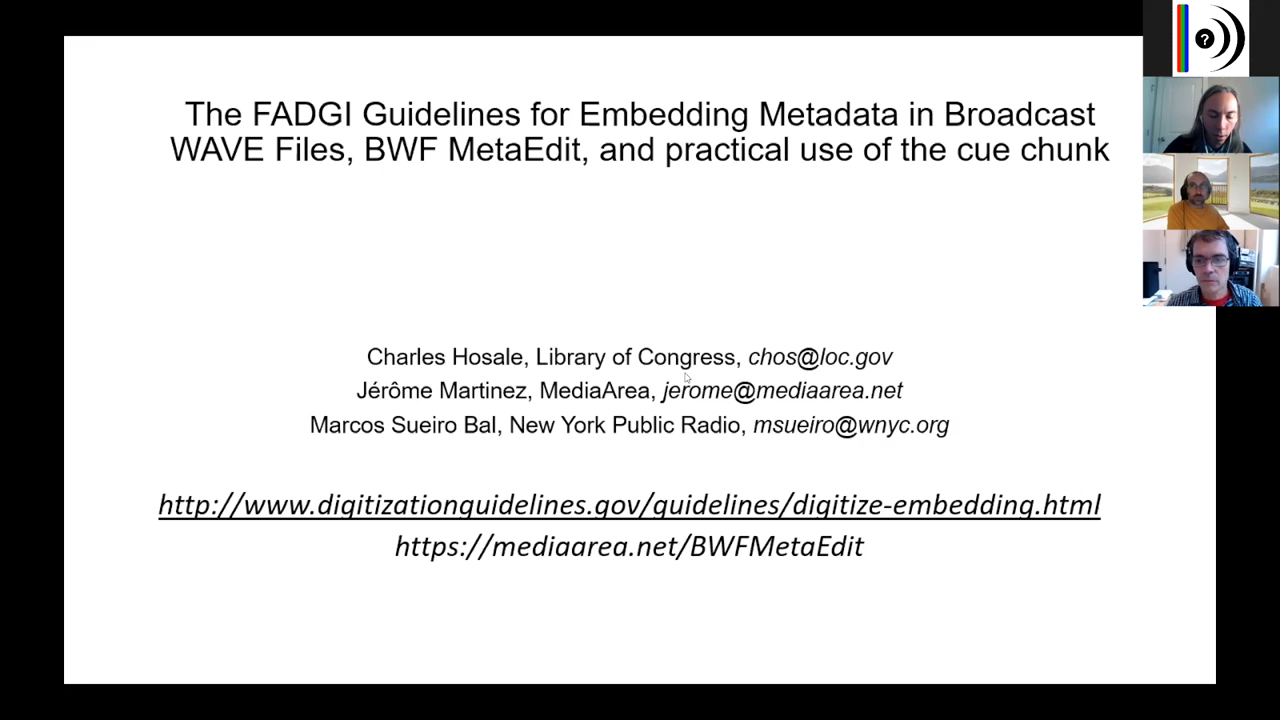 The FADGI Guidelines for Embedding Metadata in Broadcast
WAVE Files, BWF MetaEdit, and practical use of the cue chunk
?
Charles Hosale, Library of Congress, chos@loc.gov
Jérôme Martinez, MediaArea, jerome@mediaarea.net
Marcos Sueiro Bal, New York Public Radio, msueiro@wnyc.org
http://www.digitizationguidelines.gov/guidelines/digitize-embedding.html
https://mediaarea.net/BWFMetaEdit